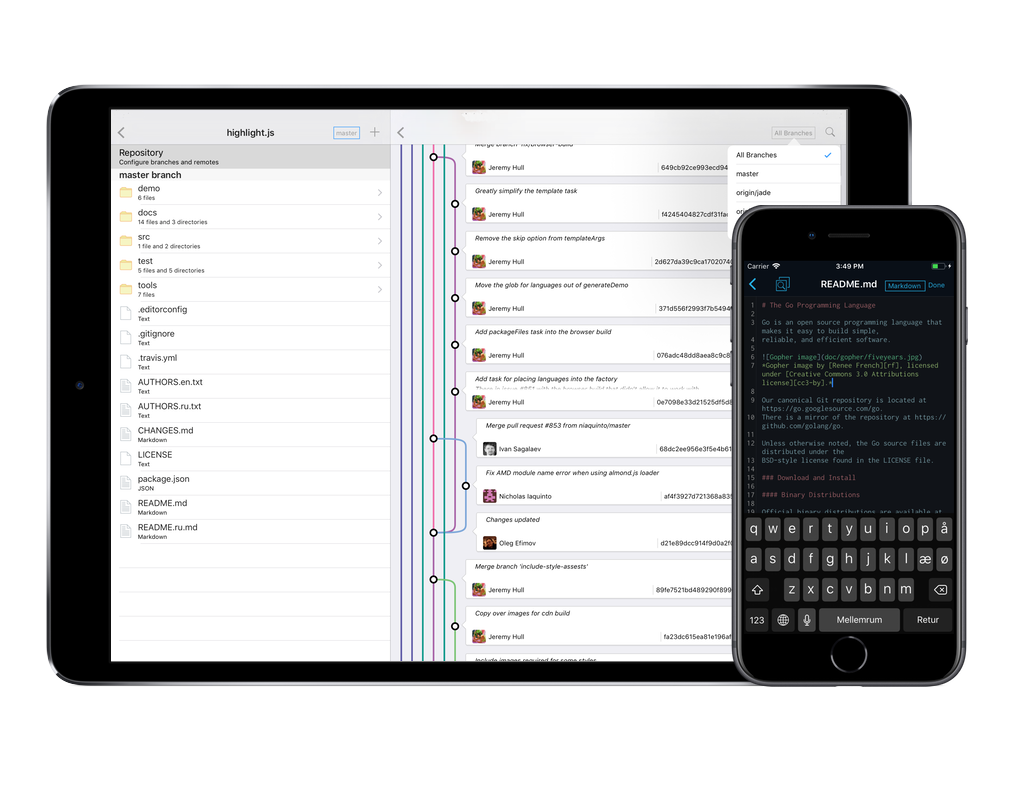 highlight.js
master
Repository
Configure branches and remotes
master branch
demo
6 files
docs
14 files and 3 directories
src
1 file and 2 directories
test
5 files and 5 directories
tools
7 files
.editorconfig
Text
.gitignore
Text
.travis.yml
Text
AUTHORS.en.txt
Text
AUTHORS.ru.txt
Text
CHANGES.md
Markdown
LICENSE
Text
package.json
JSON
README.md
Markdown
README.ru.md
Markdown
All Branches
Merge branch 'fix/browser-build'
Jeremy Hull
649cb92ce993ecd94
Greatly simplify the template task
Jeremy Hull
f4245404827cdf31fac
Remove the skip option from templateArgs
Jeremy Hull
2d627da39c9ca17020740
Move the glob for languages out of generateDemo
Jeremy Hull
371d556f2993f7b5494
Add packageFiles task into the browser build
Jeremy Hull
076adc48dd8aea8c9c8
Add task for placing languages into the factory
Jeremy Hull
0e7098e33d21525df5d8
Merge pull request #853 from niaquinto/master
Ivan Sagalaev
68dc2ee956e3f5e4b61
Fix AMD module name error when using almond.js loader
Nicholas Iaquinto
af4f3927d721368a835
Changes updated
Oleg Efimov
d21e89dcc914f9d0a2f
Merge branch 'include-style-assests'
Jeremy Hull
89fe7521bd489290f899
Copy over images for cdn build
Jeremy Hull
fa23dc615ea81e196af
Include images required for some styles
All Branches
master
origin/jade
Carrier
3:49 PM
README.md
Markdown
Done
1 # The Go Programming Language
2
3 Go is an open source programming language that
makes it easy to build simple,
4 reliable, and efficient software.
5
6 ![Gopher image](doc/gopher/fiveyears.jpg)
7 *Gopher image by [Renee French][rf], licensed
under [Creative Commons 3.0 Attributions
license][cc3-by].*
8
9 Our canonical Git repository is located at
https://go.googlesource.com/go.
10 There is a mirror of the repository at https://
github.com/golang/go.
11
12 Unless otherwise noted, the Go source files are
distributed under the
13 BSD-style license found in the LICENSE file.
14
15 ### Download and Install
16
17 #### Binary Distributions
18
19 Official binary distributions are available at
q w e r t y u i o p å
a s d f g h j k l æ ø
z x c v b n m
123
Mellemrum
Retur